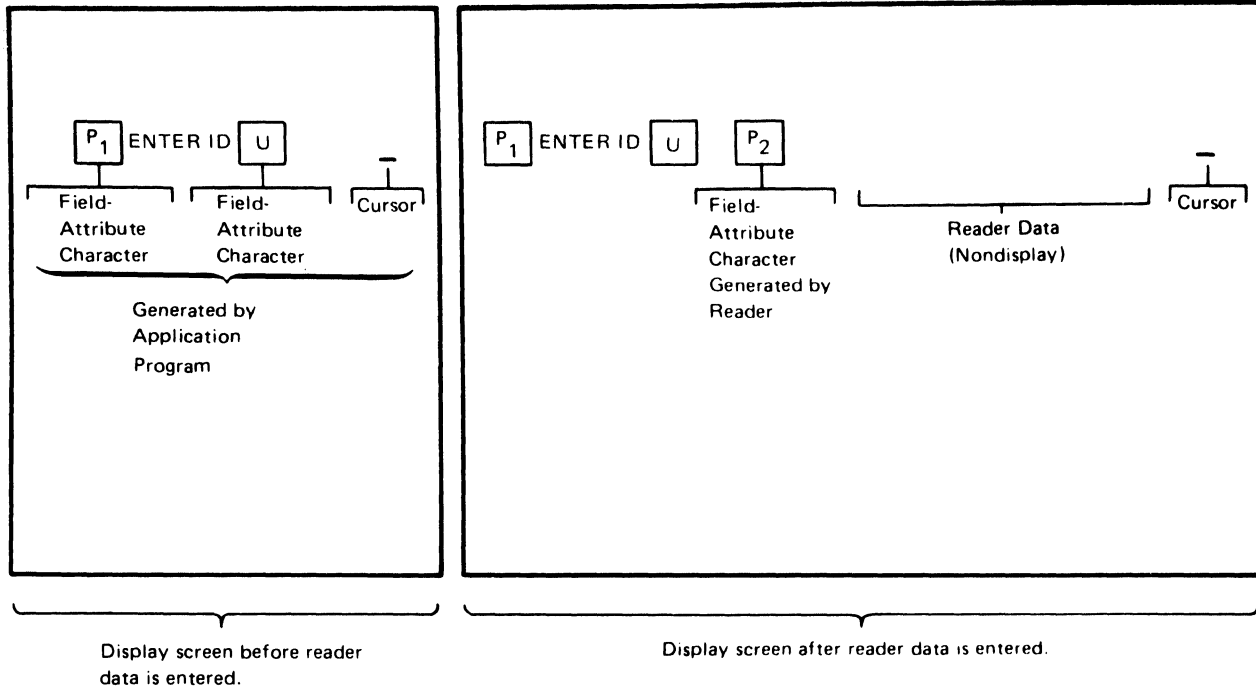 P1 ENTER ID U
Field-
Attribute
Character
Field-
Attribute
Character
Cursor
Generated by
Application
Program
Display screen before reader
data is entered.
P1 ENTER ID U P2
Field-
Attribute
Character
Generated by
Reader
Reader Data
(Nondisplay)
Cursor
Display screen after reader data is entered.